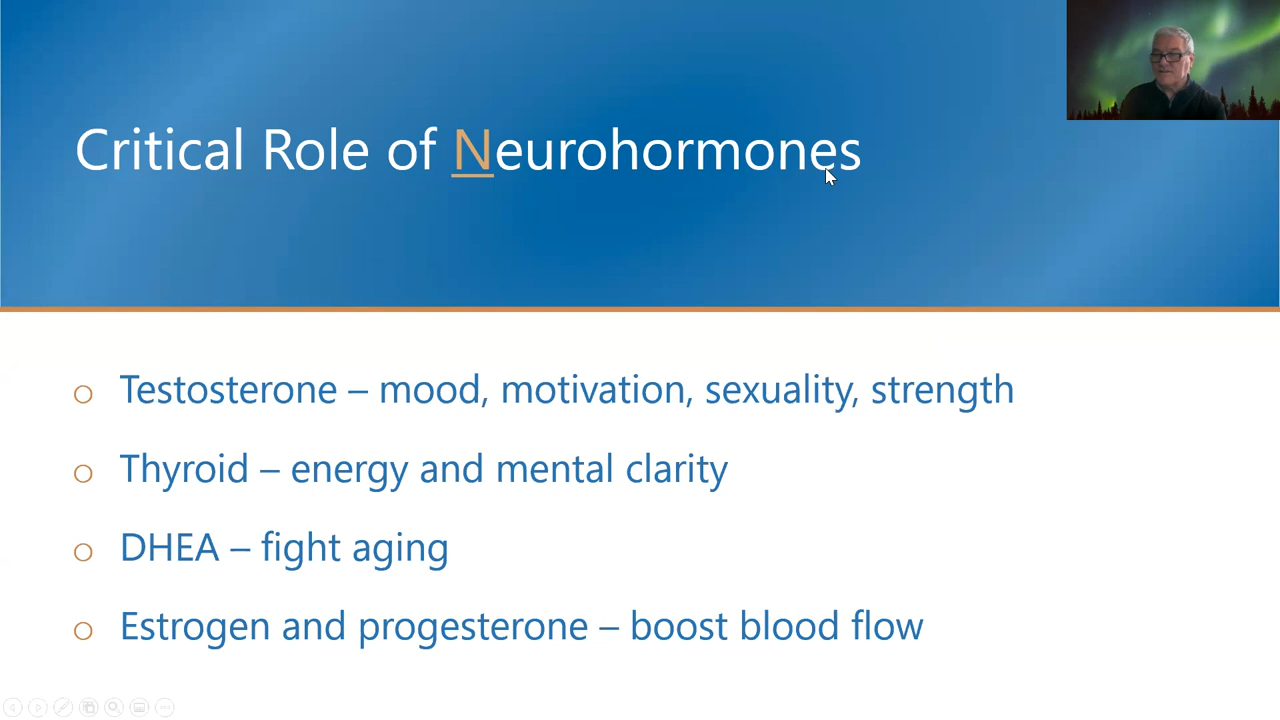 Critical Role of Neurohormones
o Testosterone – mood, motivation, sexuality, strength
o Thyroid – energy and mental clarity
o DHEA – fight aging
o Estrogen and progesterone – boost blood flow